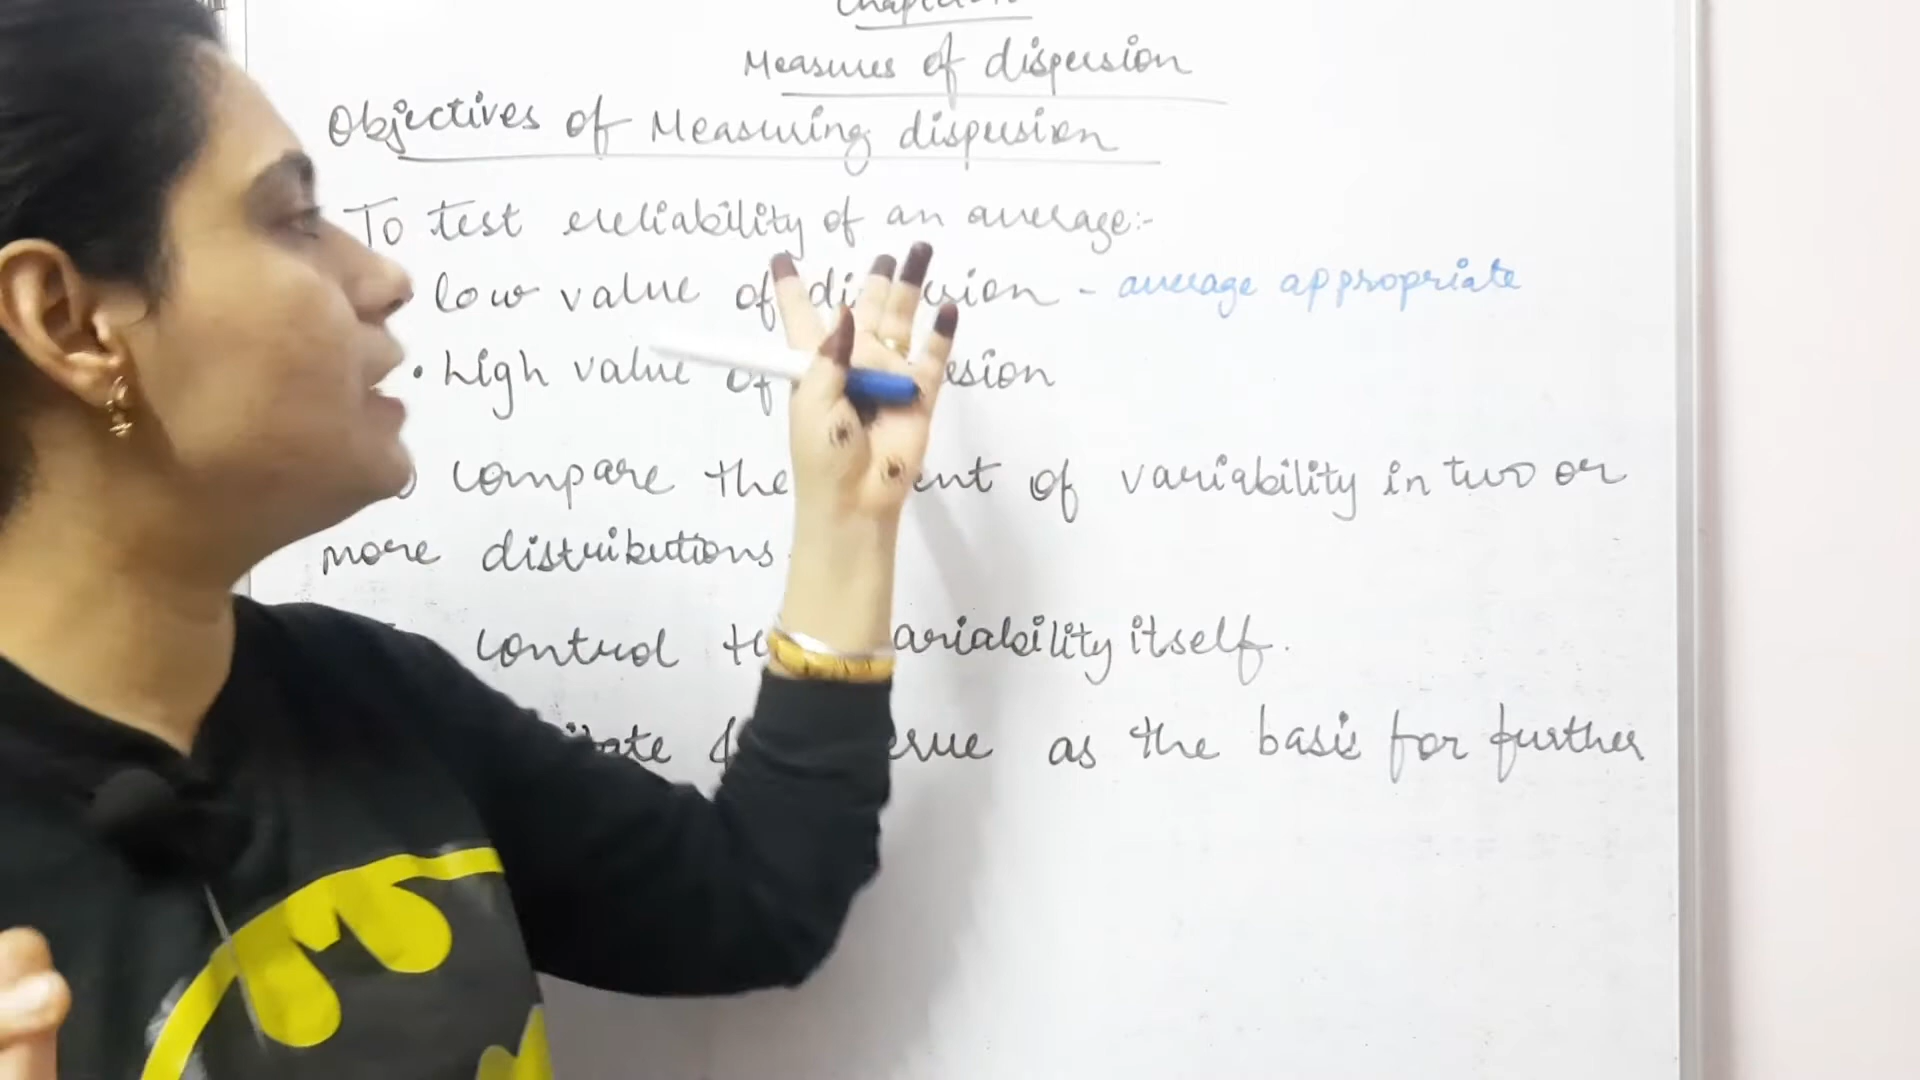 Measures of dispersion
Objectives of Measuring dispersion
To test reliability of an average:-
• low value of - average appropriate
• high value of
compare the of variability in two or
more distributions
control itself.
as the basis for further